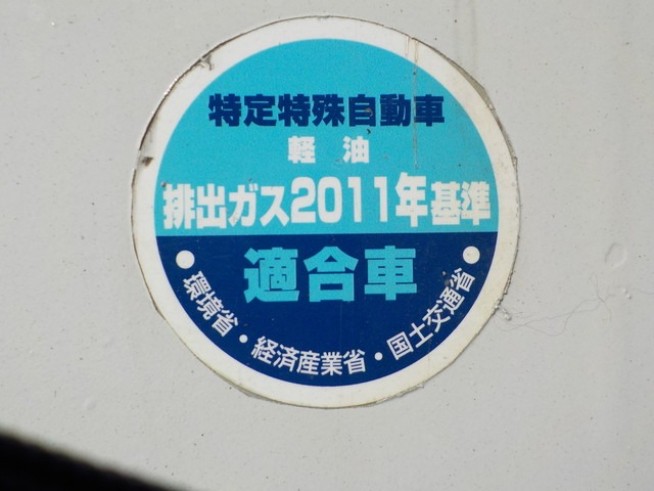 特定特殊自動車
軽油
排出ガス2011年基準
適合車
●環境省・経済産業省・国土交通省●